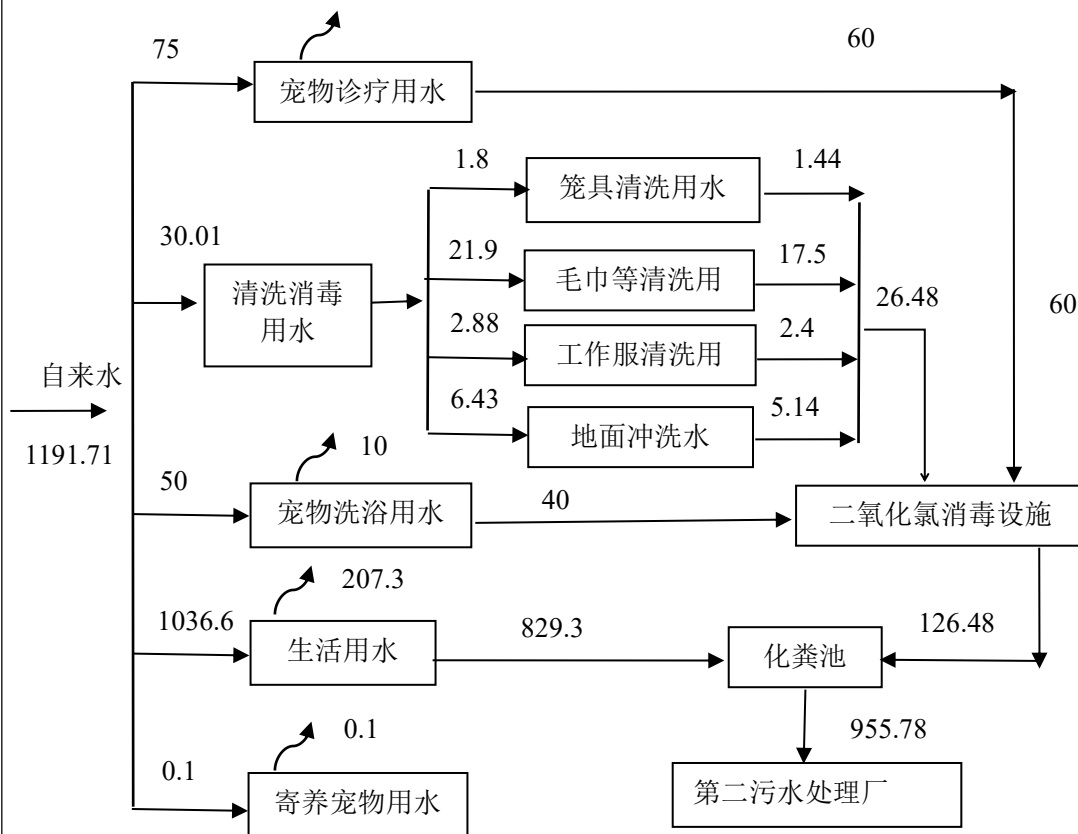 75
60
宠物诊疗用水
1.8
笼具清洗用水
1.44
30.01
清洗消毒
用水
21.9
毛巾等清洗用
17.5
26.48
60
2.88
工作服清洗用
2.4
自来水
1191.71
6.43
地面冲洗水
5.14
10
50
宠物洗浴用水
40
二氧化氯消毒设施
207.3
1036.6
生活用水
829.3
化粪池
126.48
955.78
0.1
0.1
寄养宠物用水
第二污水处理厂